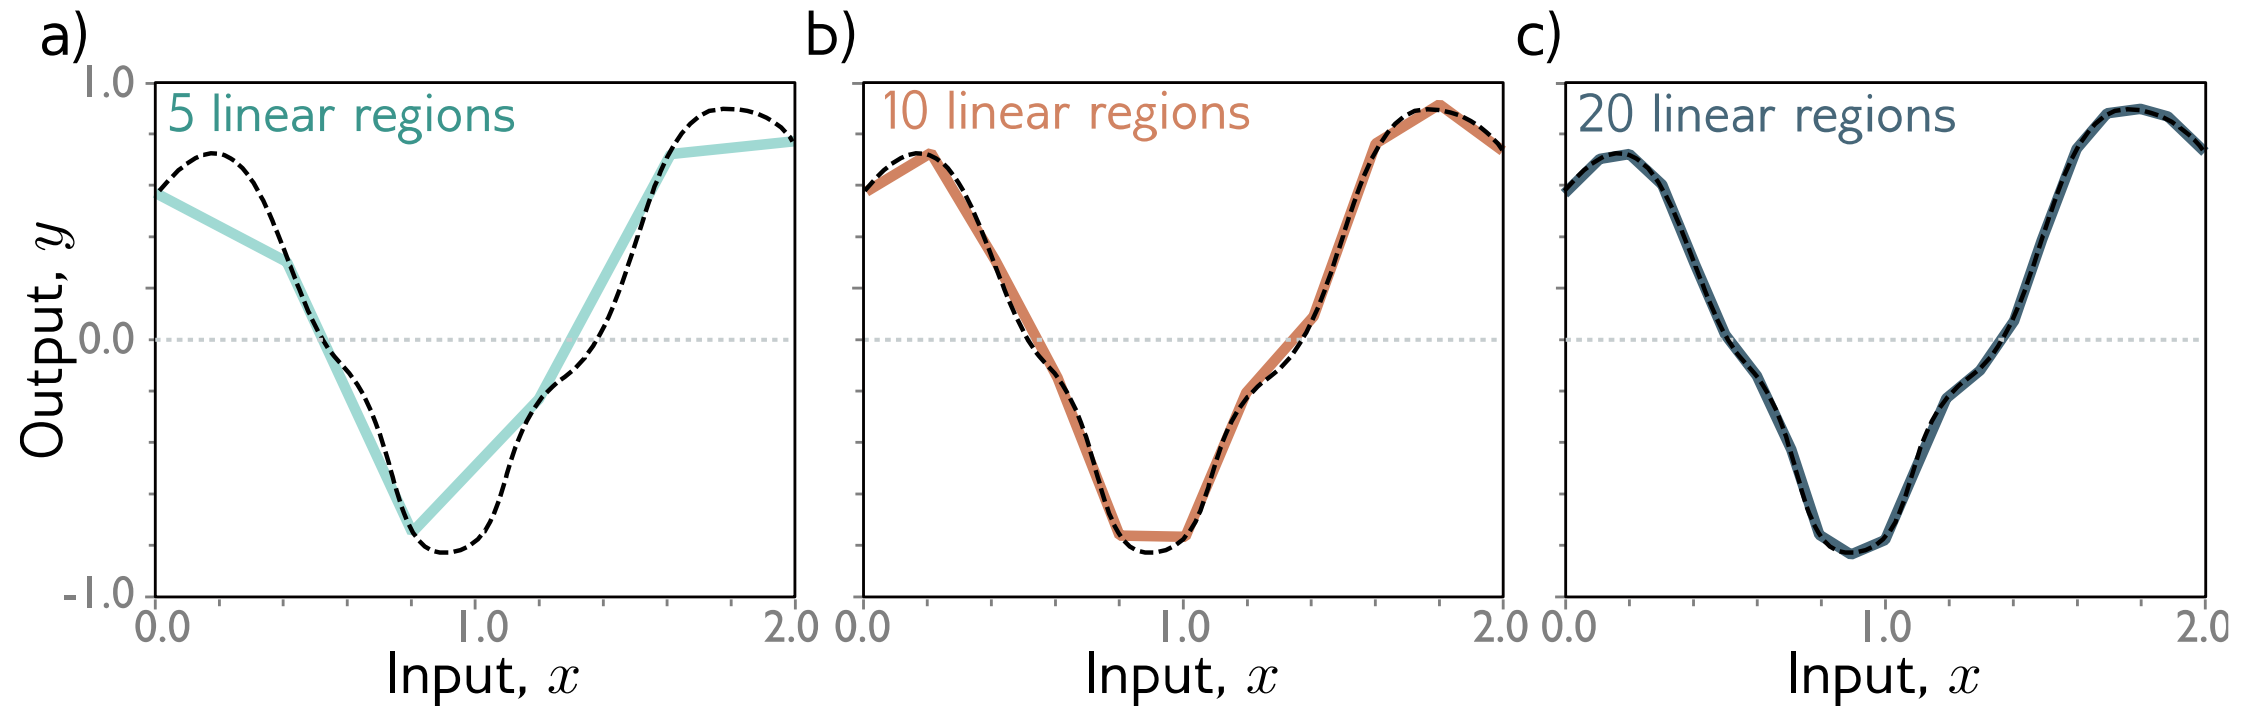 a)
5 linear regions
1.0
0.0
-1.0
Output, y
0.0 1.0 2.0
Input, x
b)
10 linear regions
0.0 1.0 2.0
Input, x
c)
20 linear regions
0.0 1.0 2.0
Input, x